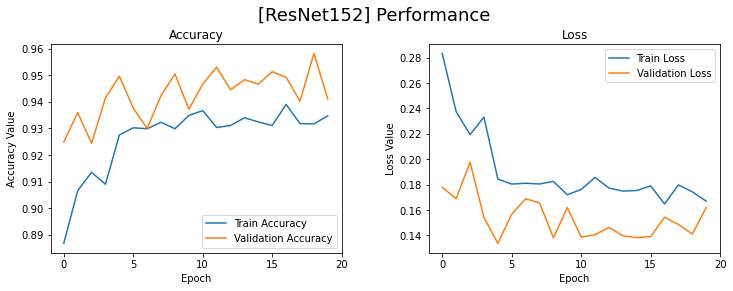 [ResNet152] Performance
Accuracy
Accuracy Value
0.96
0.95
0.94
0.93
0.92
0.91
0.90
0.89
0
5
10
15
20
Epoch
Train Accuracy
Validation Accuracy
Loss
Loss Value
0.28
0.26
0.24
0.22
0.20
0.18
0.16
0.14
0
5
10
15
20
Epoch
Train Loss
Validation Loss